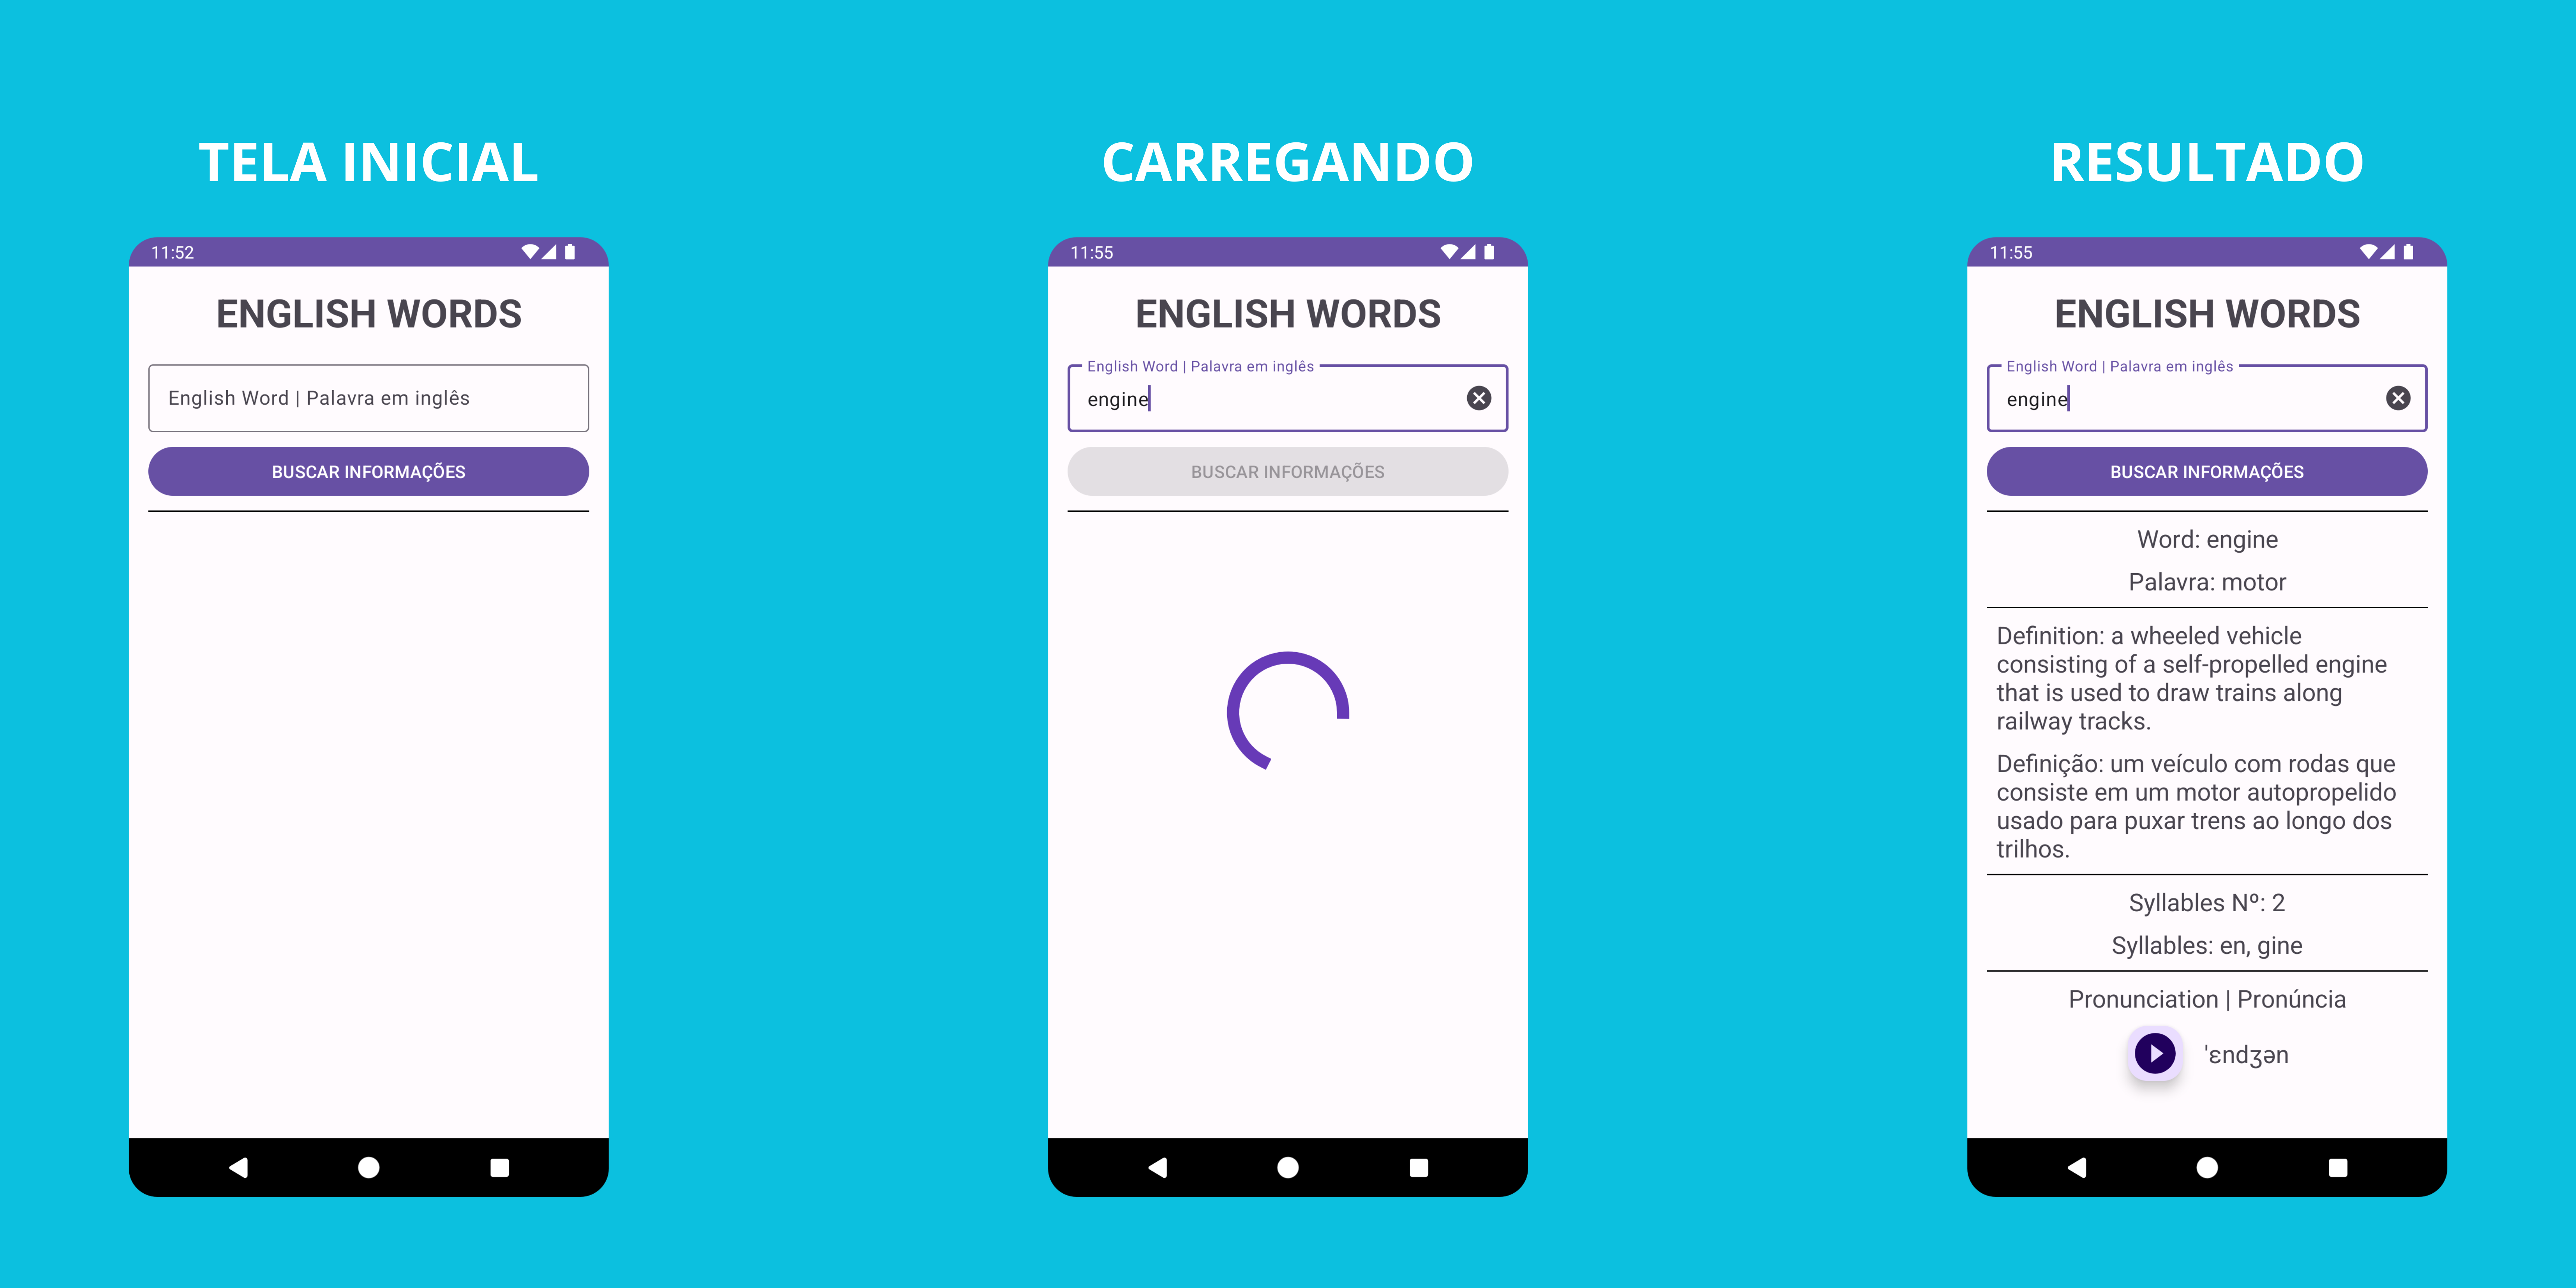 TELA INICIAL
11:52
ENGLISH WORDS
English Word | Palavra em inglês
BUSCAR INFORMAÇÕES
CARREGANDO
11:55
ENGLISH WORDS
English Word | Palavra em inglês
engine
BUSCAR INFORMAÇÕES
RESULTADO
11:55
ENGLISH WORDS
English Word | Palavra em inglês
engine
BUSCAR INFORMAÇÕES
Word: engine
Palavra: motor
Definition: a wheeled vehicle
consisting of a self-propelled engine
that is used to draw trains along
railway tracks.
Definição: um veículo com rodas que
consiste em um motor autopropelido
usado para puxar trens ao longo dos
trilhos.
Syllables Nº: 2
Syllables: en, gine
Pronunciation | Pronúncia
'ɛndʒən